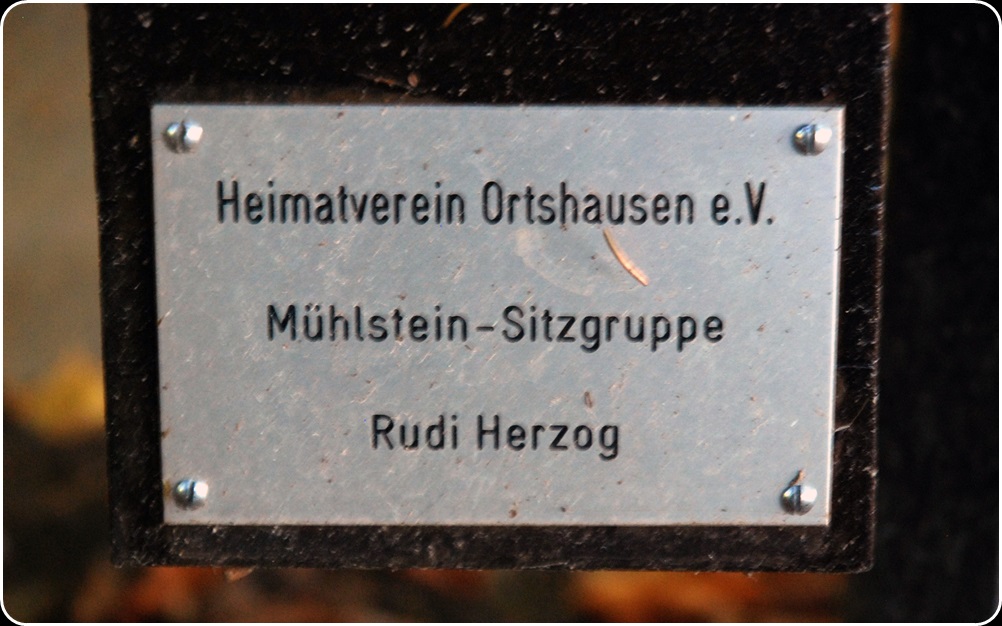 Heimatverein Ortshausen e.V.
Mühlstein-Sitzgruppe
Rudi Herzog